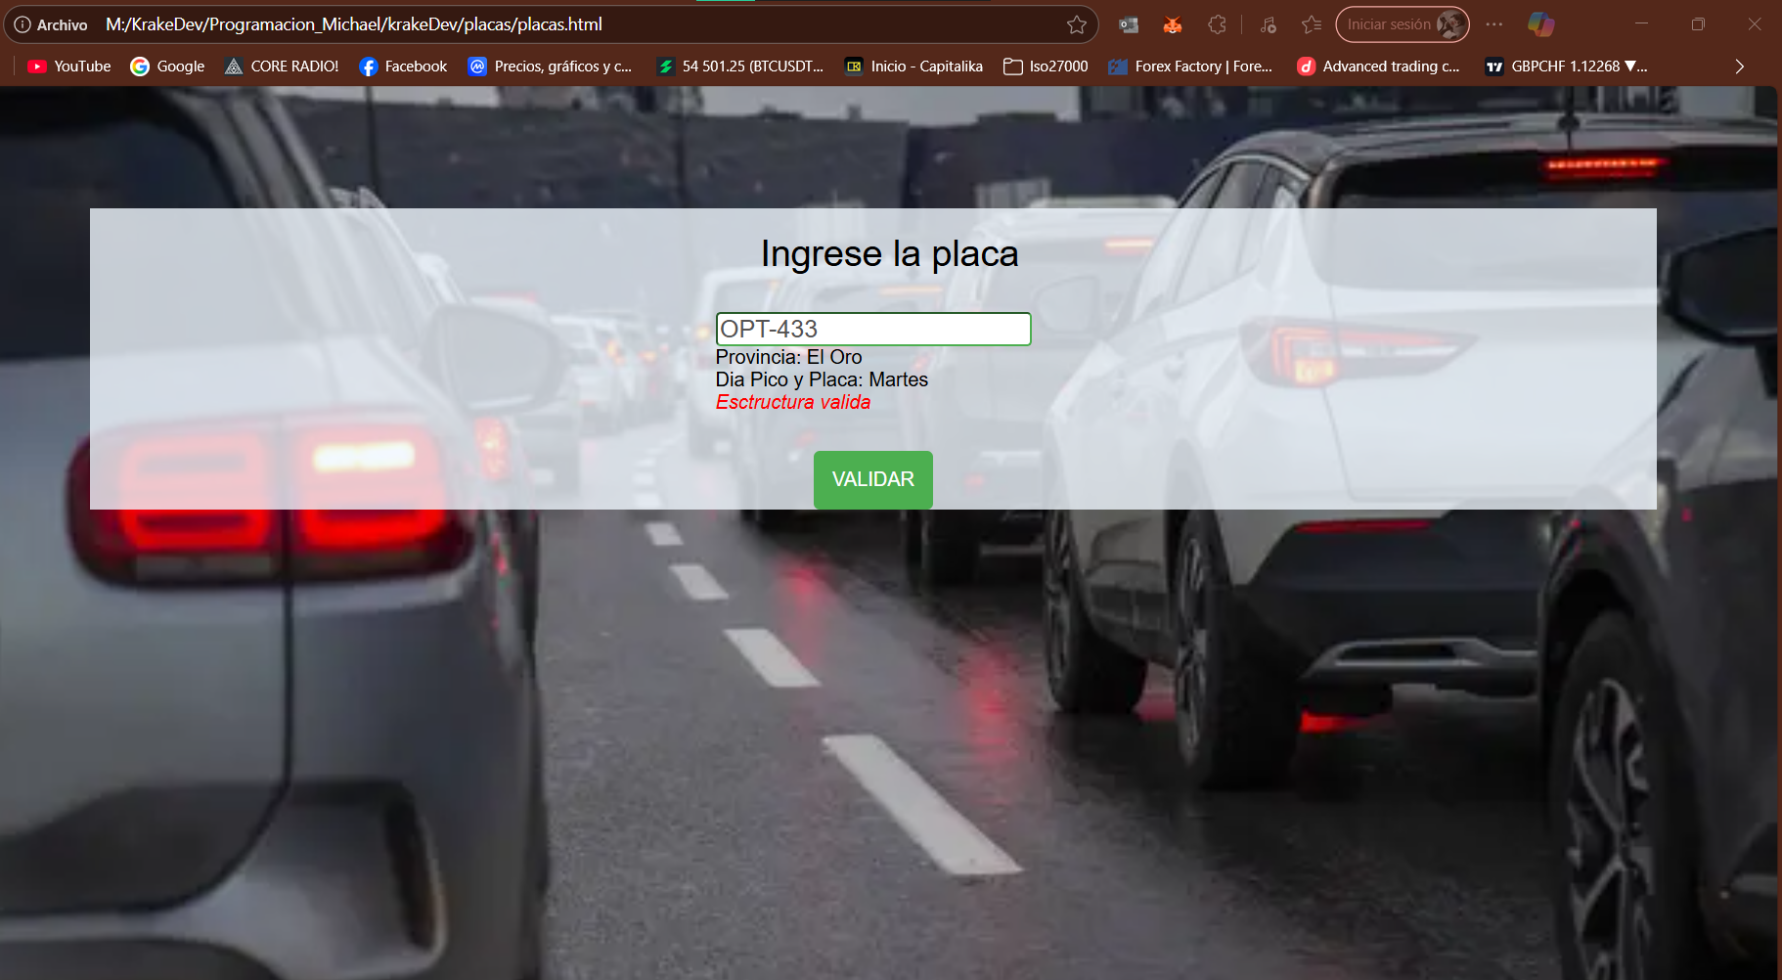 Archivo M:/KrakeDev/Programacion_Michael/krakeDev/placas/placas.html Iniciar sesión
YouTube Google CORE RADIO! Facebook Precios, gráficos y c... 54 501.25 (BTCUSDT... Inicio - Capitalika Iso27000 Forex Factory | Fore... Advanced trading c... GBPCHF 1.12268 ▼...
Ingrese la placa
OPT-433
Provincia: El Oro
Dia Pico y Placa: Martes
Esctructura valida
VALIDAR